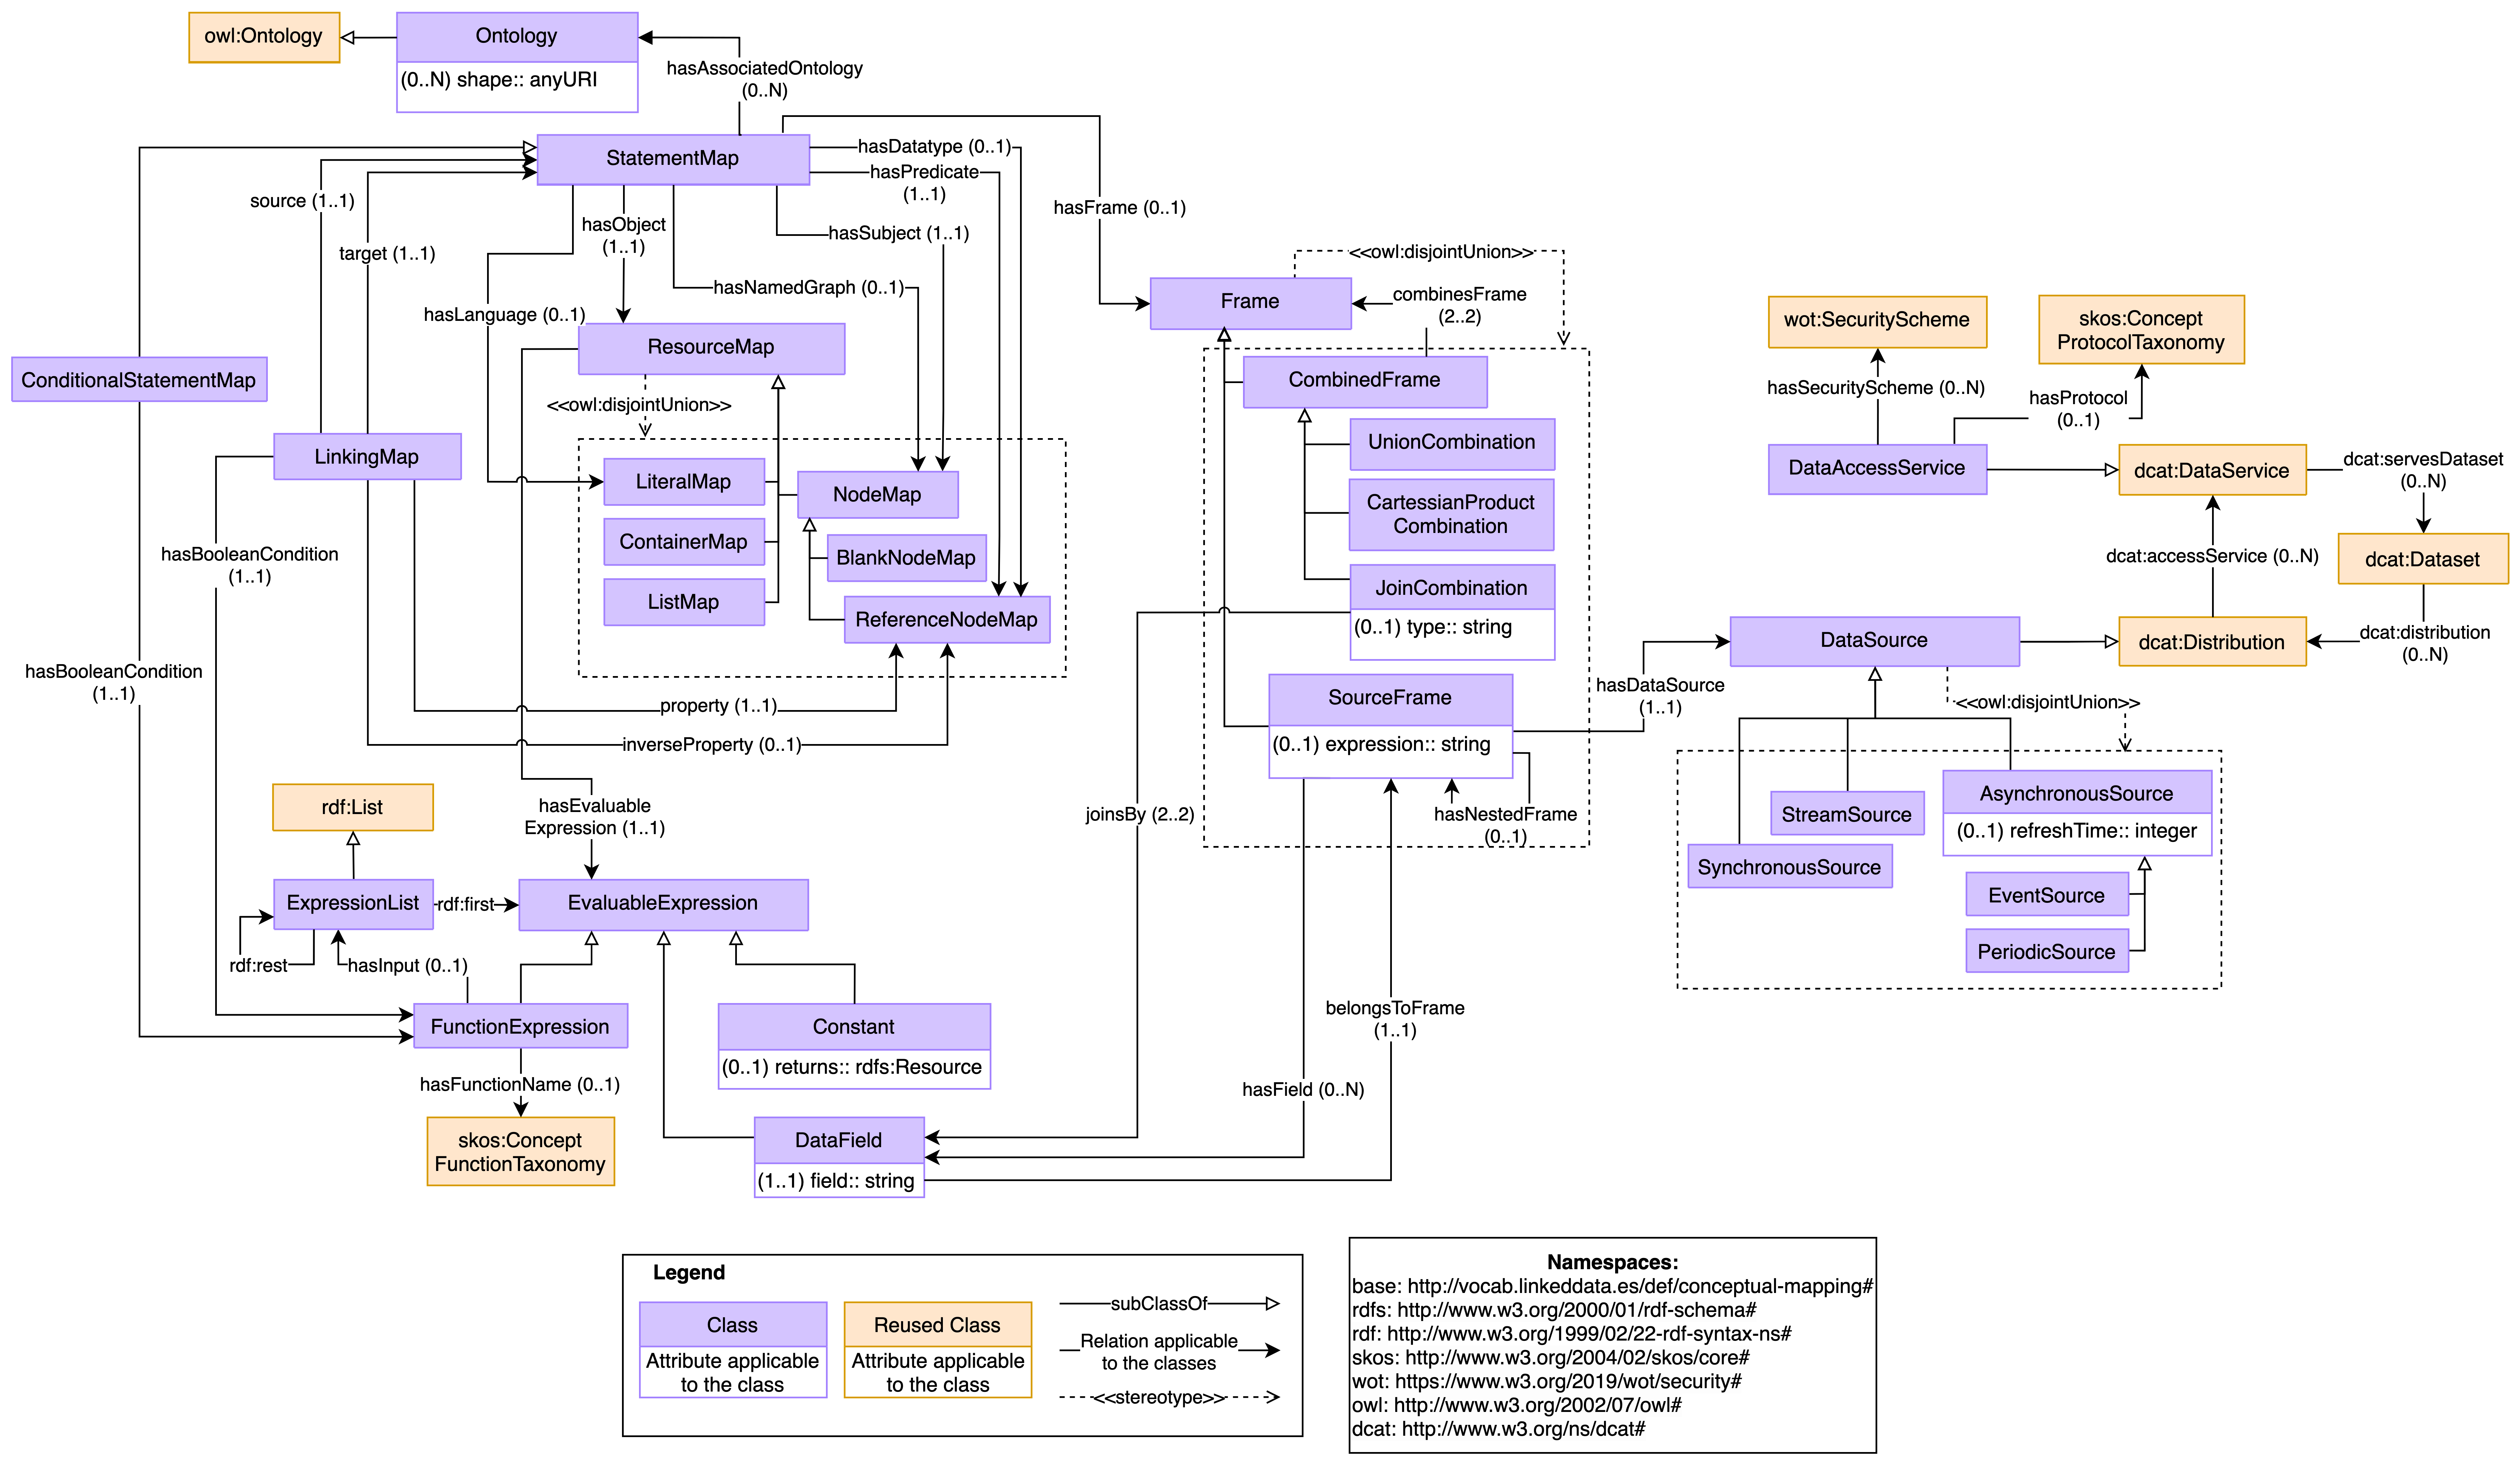 owl:Ontology
Ontology
(0..N) shape:: anyURI
hasAssociatedOntology
(0..N)
StatementMap
hasDatatype (0..1)
hasPredicate
(1..1)
source (1..1)
hasObject
(1..1)
hasSubject (1..1)
target (1..1)
hasNamedGraph (0..1)
hasLanguage (0..1)
hasFrame (0..1)
<<owl:disjointUnion>>
Frame
combinesFrame
(2..2)
ResourceMap
ConditionalStatementMap
<<owl:disjointUnion>>
LinkingMap
LiteralMap
NodeMap
ContainerMap
BlankNodeMap
ListMap
ReferenceNodeMap
hasBooleanCondition
(1..1)
hasBooleanCondition
(1..1)
property (1..1)
inverseProperty (0..1)
CombinedFrame
UnionCombination
CartessianProduct
Combination
JoinCombination
(0..1) type:: string
SourceFrame
(0..1) expression:: string
hasDataSource
(1..1)
joinsBy (2..2)
hasNestedFrame
(0..1)
wot:SecurityScheme
skos:Concept
ProtocolTaxonomy
hasSecurityScheme (0..N)
hasProtocol
(0..1)
DataAccessService
dcat:DataService
dcat:servesDataset
(0..N)
dcat:accessService (0..N)
dcat:Dataset
DataSource
dcat:Distribution
dcat:distribution
(0..N)
<<owl:disjointUnion>>
AsynchronousSource
(0..1) refreshTime:: integer
StreamSource
SynchronousSource
EventSource
PeriodicSource
rdf:List
hasEvaluable
Expression (1..1)
ExpressionList
rdf:first
EvaluableExpression
rdf:rest
hasInput (0..1)
FunctionExpression
Constant
(0..1) returns:: rdfs:Resource
hasFunctionName (0..1)
skos:Concept
FunctionTaxonomy
DataField
(1..1) field:: string
belongsToFrame
(1..1)
hasField (0..N)
Legend
Class
Attribute applicable
to the class
Reused Class
Attribute applicable
to the class
subClassOf
Relation applicable
to the classes
<<stereotype>>
Namespaces:
base: http://vocab.linkeddata.es/def/conceptual-mapping#
rdfs: http://www.w3.org/2000/01/rdf-schema#
rdf: http://www.w3.org/1999/02/22-rdf-syntax-ns#
skos: http://www.w3.org/2004/02/skos/core#
wot: https://www.w3.org/2019/wot/security#
owl: http://www.w3.org/2002/07/owl#
dcat: http://www.w3.org/ns/dcat#